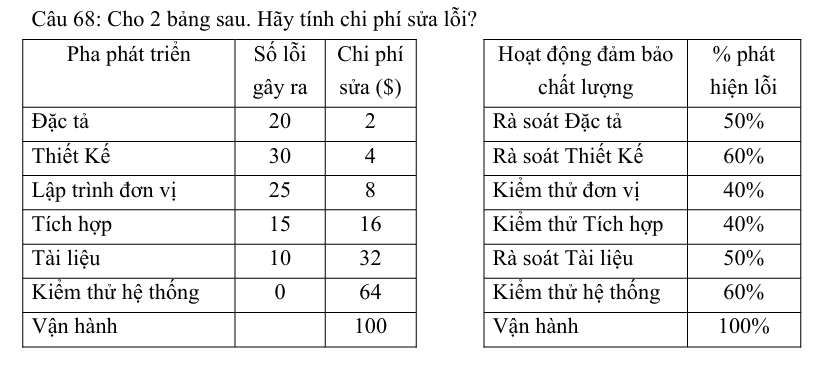 Câu 68: Cho 2 bảng sau. Hãy tính chi phí sửa lỗi?
Pha phát triển Số lỗi gây ra Chi phí sửa ($)
Đặc tả 20 2
Thiết Kế 30 4
Lập trình đơn vị 25 8
Tích hợp 15 16
Tài liệu 10 32
Kiểm thử hệ thống 0 64
Vận hành 100
Hoạt động đảm bảo chất lượng % phát hiện lỗi
Rà soát Đặc tả 50%
Rà soát Thiết Kế 60%
Kiểm thử đơn vị 40%
Kiểm thử Tích hợp 40%
Rà soát Tài liệu 50%
Kiểm thử hệ thống 60%
Vận hành 100%